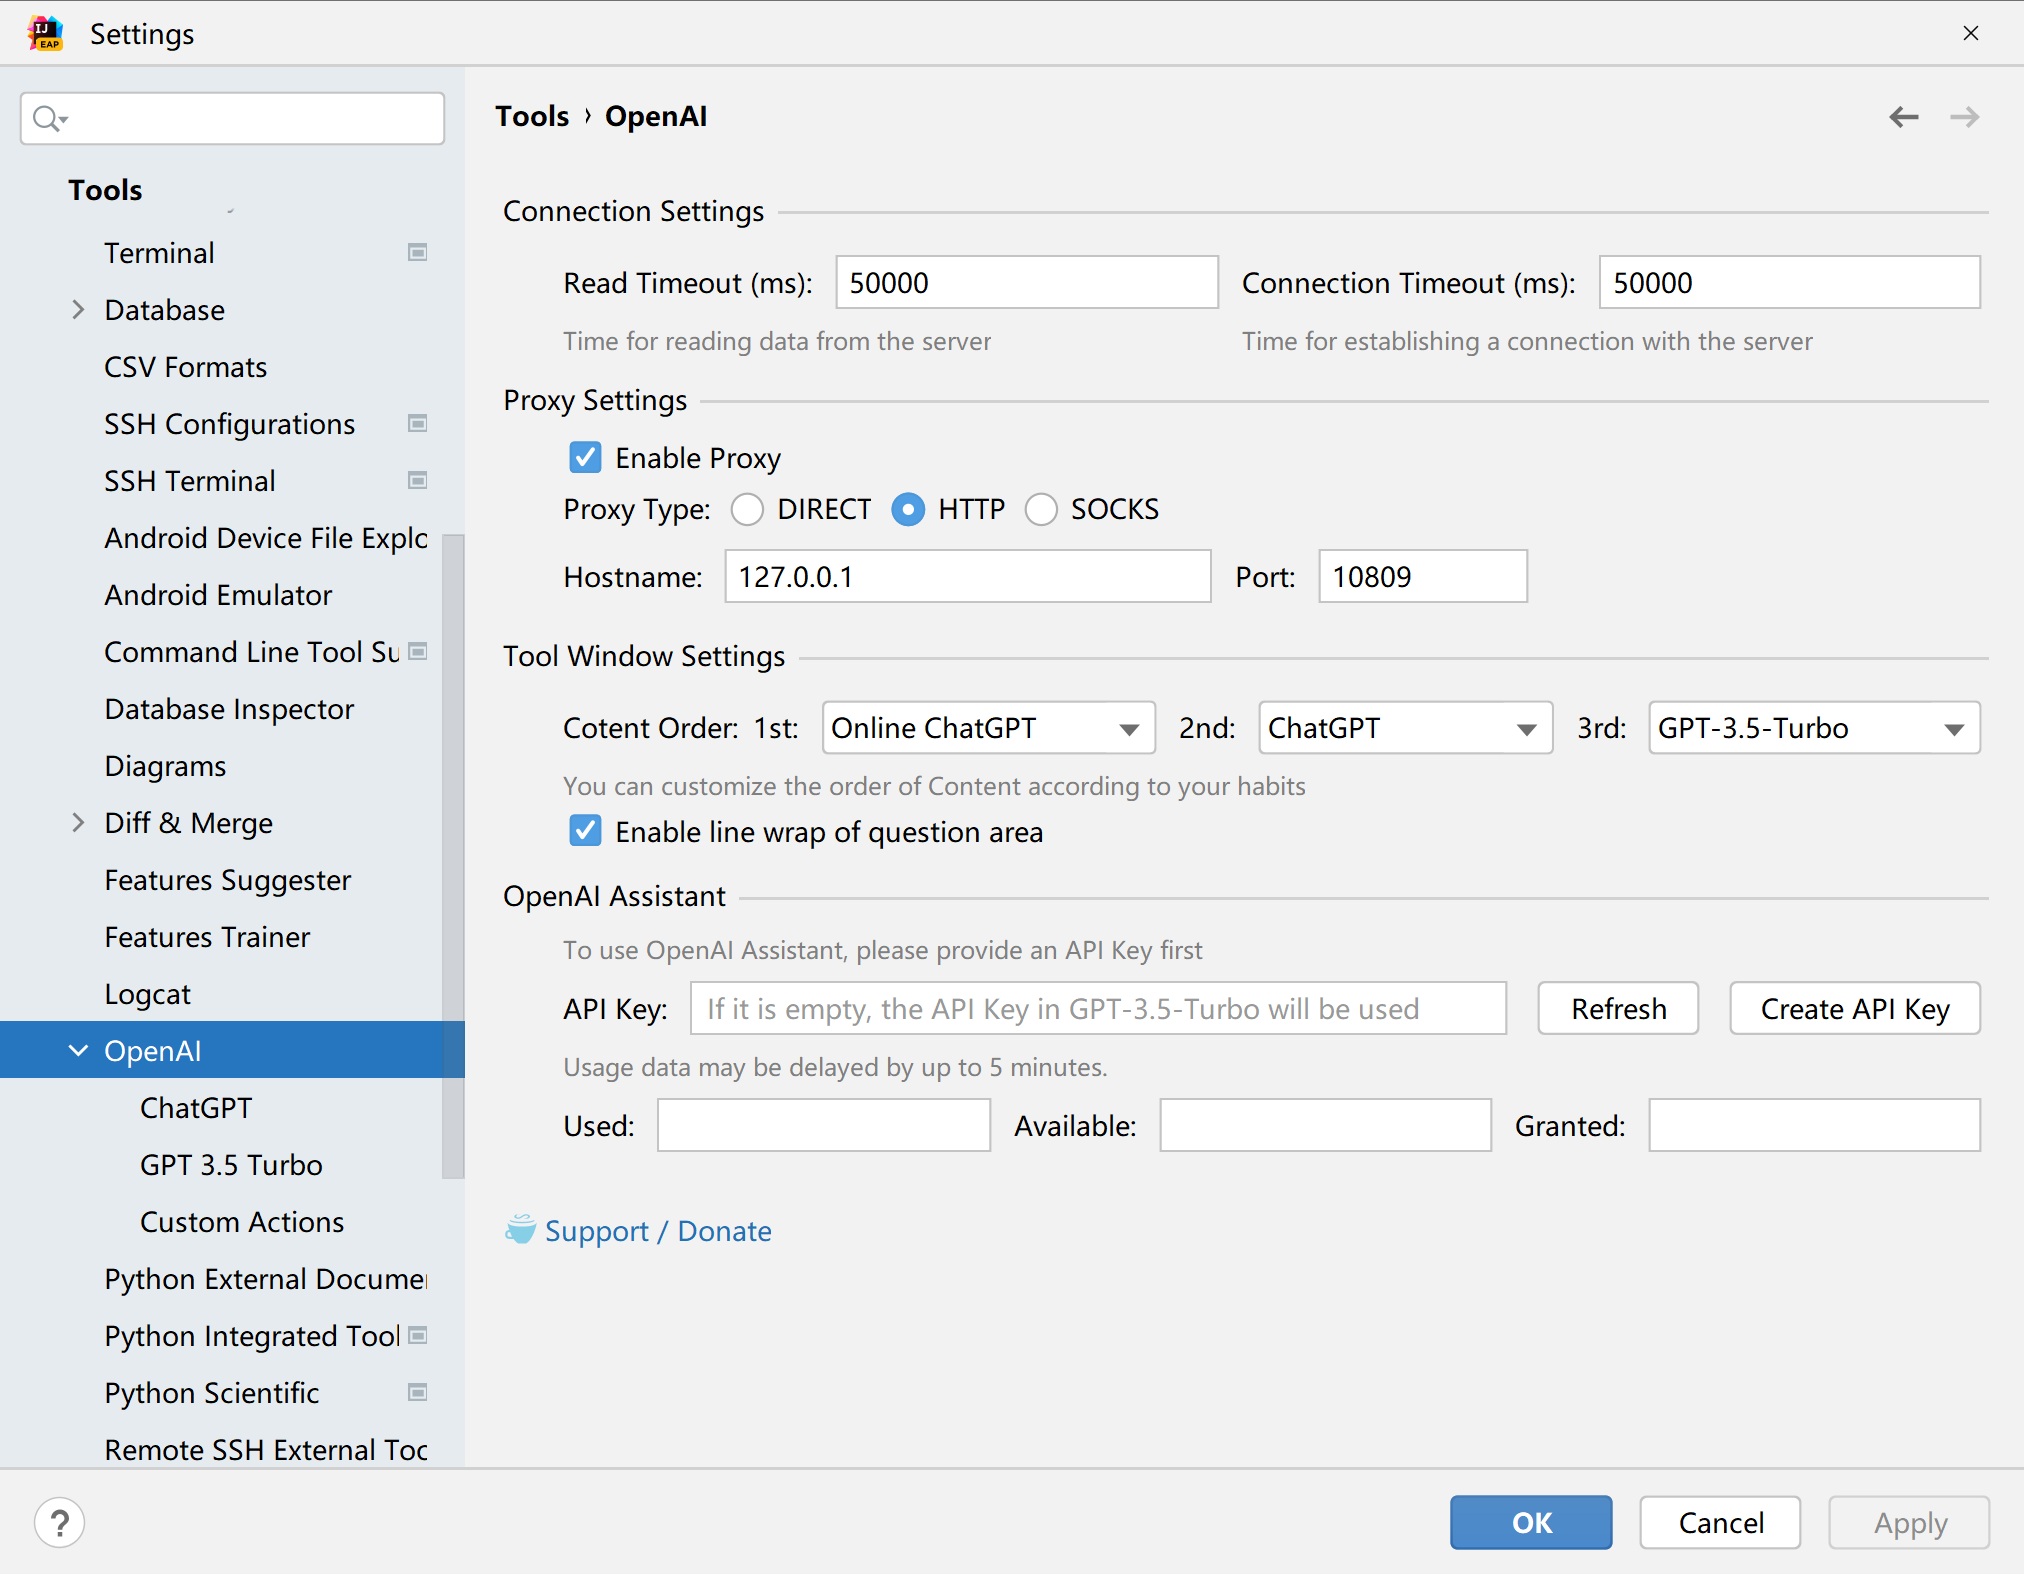 IJ
EAP
Settings
Tools
Terminal
Database
CSV Formats
SSH Configurations
SSH Terminal
Android Device File Explo
Android Emulator
Command Line Tool Su
Database Inspector
Diagrams
Diff & Merge
Features Suggester
Features Trainer
Logcat
OpenAI
ChatGPT
GPT 3.5 Turbo
Custom Actions
Python External Documen
Python Integrated Tool
Python Scientific
Remote SSH External Too
Tools › OpenAI
Connection Settings
Read Timeout (ms): 50000 Connection Timeout (ms): 50000
Time for reading data from the server Time for establishing a connection with the server
Proxy Settings
Enable Proxy
Proxy Type: DIRECT HTTP SOCKS
Hostname: 127.0.0.1 Port: 10809
Tool Window Settings
Cotent Order: 1st: Online ChatGPT 2nd: ChatGPT 3rd: GPT-3.5-Turbo
You can customize the order of Content according to your habits
Enable line wrap of question area
OpenAI Assistant
To use OpenAI Assistant, please provide an API Key first
API Key: If it is empty, the API Key in GPT-3.5-Turbo will be used Refresh Create API Key
Usage data may be delayed by up to 5 minutes.
Used: Available: Granted:
Support / Donate
? OK Cancel Apply